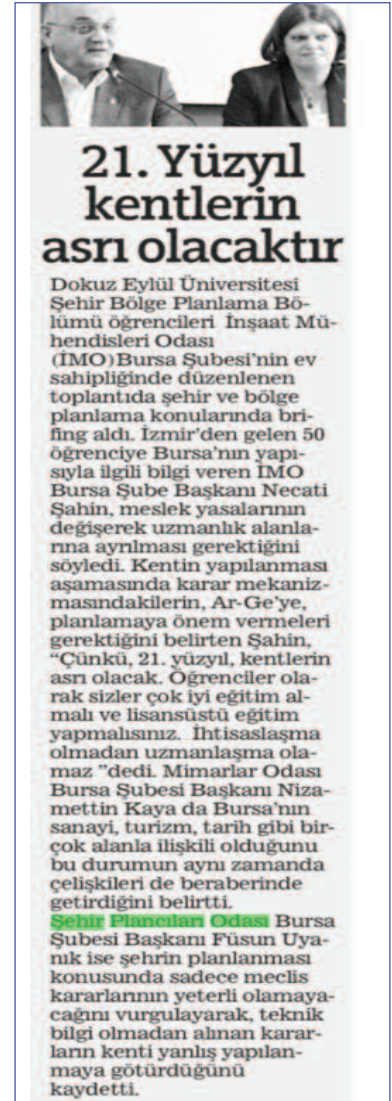 21. Yüzyıl
kentlerin
asrı olacaktır
Dokuz Eylül Üniversitesi
Şehir Bölge Planlama Bö-
lümü öğrencileri İnşaat Mü-
hendisleri Odası
(İMO)Bursa Şubesi'nin ev
sahipliğinde düzenlenen
toplantıda şehir ve bölge
planlama konularında bri-
fing aldı. İzmir'den gelen 50
öğrenciye Bursa'nın yapı-
sıyla ilgili bilgi veren İMO
Bursa Şube Başkanı Necati
Şahin, meslek yasalarının
değişerek uzmanlık alanla-
rına ayrılması gerektiğini
söyledi. Kentin yapılanması
aşamasında karar mekaniz-
masındakilerin, Ar-Ge'ye,
planlamaya önem vermeleri
gerektiğini belirten Şahin,
"Çünkü, 21. yüzyıl, kentlerin
asrı olacak. Öğrenciler ola-
rak sizler çok iyi eğitim al-
malı ve lisansüstü eğitim
yapmalısınız. İhtisaslaşma
olmadan uzmanlaşma ola-
maz "dedi. Mimarlar Odası
Bursa Şubesi Başkanı Niza-
mettin Kaya da Bursa'nın
sanayi, turizm, tarih gibi bir-
çok alanla ilişkili olduğunu
bu durumun aynı zamanda
çelişkileri de beraberinde
getirdiğini belirtti.
Şehir Plancıları Odası Bursa
Şubesi Başkanı Füsun Uya-
nık ise şehrin planlanması
konusunda sadece meclis
kararlarının yeterli olamaya-
cağını vurgulayarak, teknik
bilgi olmadan alınan karar-
ların kenti yanlış yapılan-
maya götürdüğünü
kaydetti.